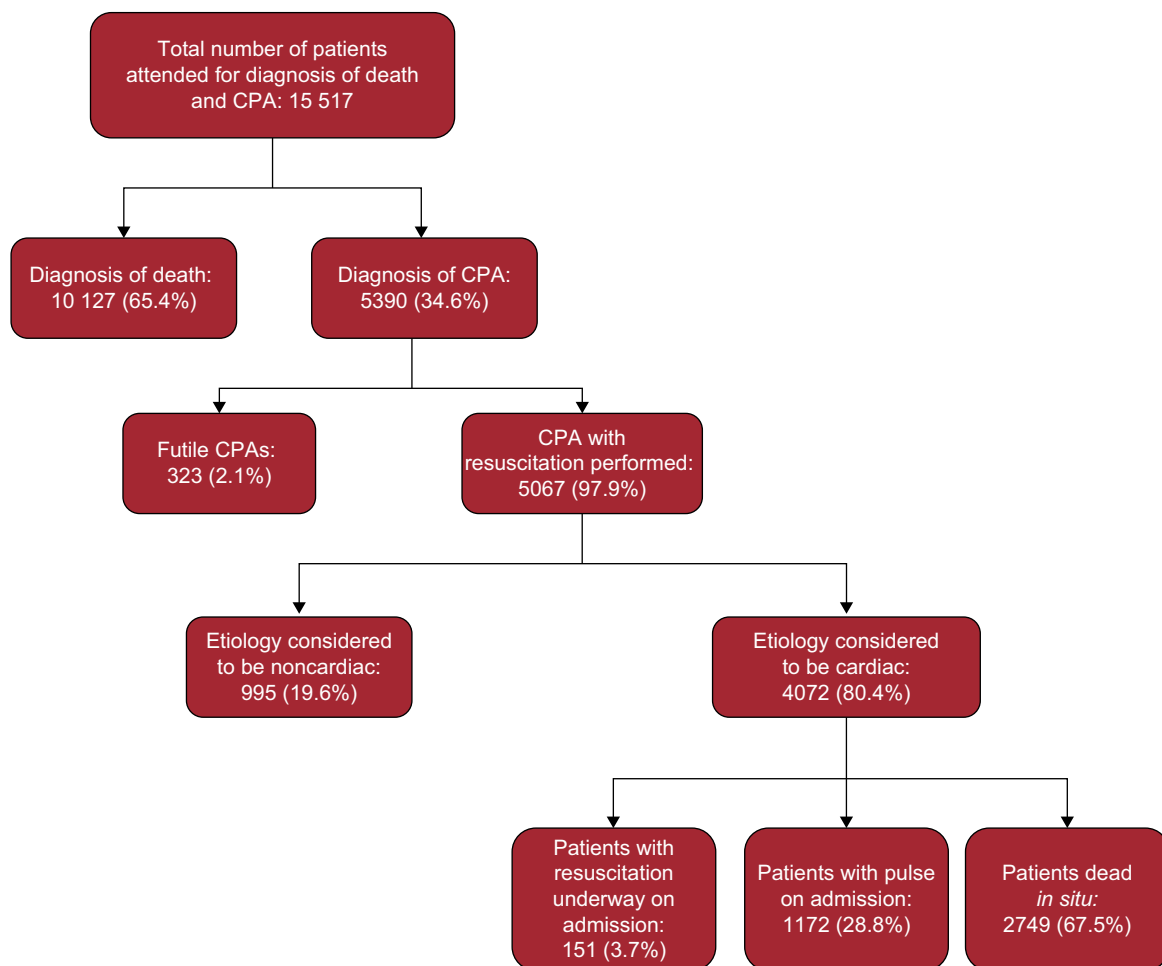 Total number of patients
attended for diagnosis of death
and CPA: 15 517
Diagnosis of death:
10 127 (65.4%)
Diagnosis of CPA:
5390 (34.6%)
Futile CPAs:
323 (2.1%)
CPA with
resuscitation performed:
5067 (97.9%)
Etiology considered
to be noncardiac:
995 (19.6%)
Etiology considered
to be cardiac:
4072 (80.4%)
Patients with
resuscitation
underway on
admission:
151 (3.7%)
Patients with pulse
on admission:
1172 (28.8%)
Patients dead
in situ:
2749 (67.5%)